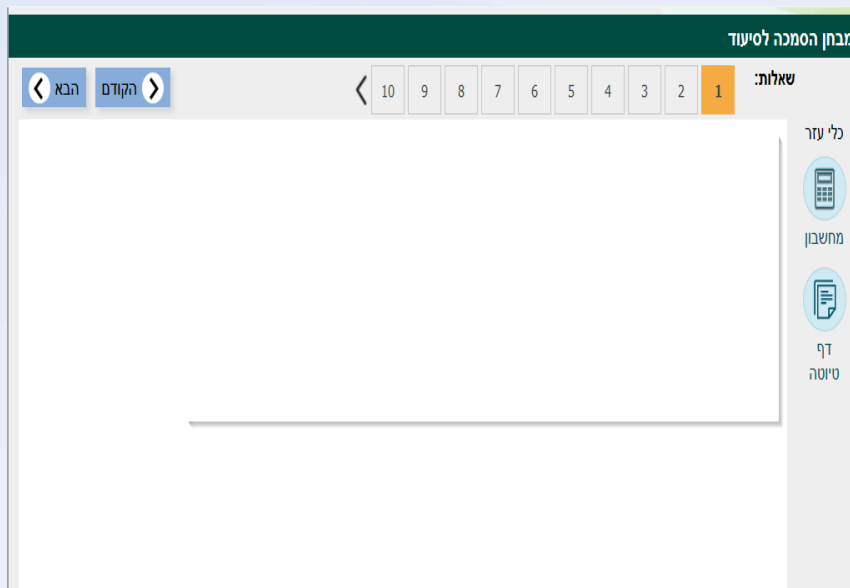 מבחן הסמכה לסיעוד
שאלות: 1 2 3 4 5 6 7 8 9 10
הקודם הבא
כלי עזר
מחשבון
דף
טיוטה